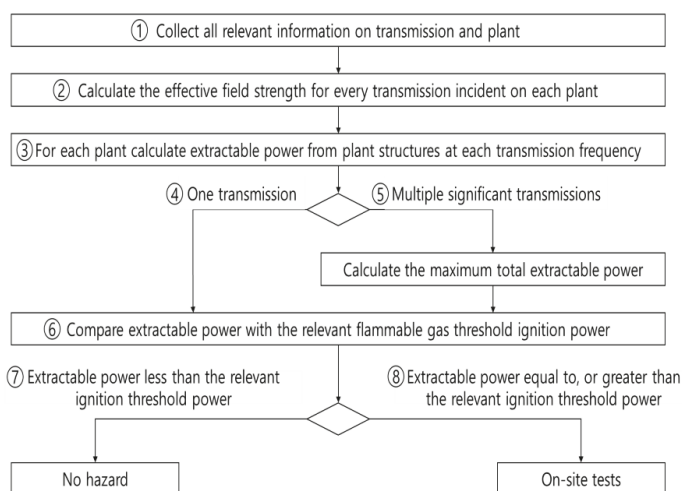 ① Collect all relevant information on transmission and plant
② Calculate the effective field strength for every transmission incident on each plant
③ For each plant calculate extractable power from plant structures at each transmission frequency
④ One transmission
⑤ Multiple significant transmissions
Calculate the maximum total extractable power
⑥ Compare extractable power with the relevant flammable gas threshold ignition power
⑦ Extractable power less than the relevant
ignition threshold power
⑧ Extractable power equal to, or greater than
the relevant ignition threshold power
No hazard
On-site tests